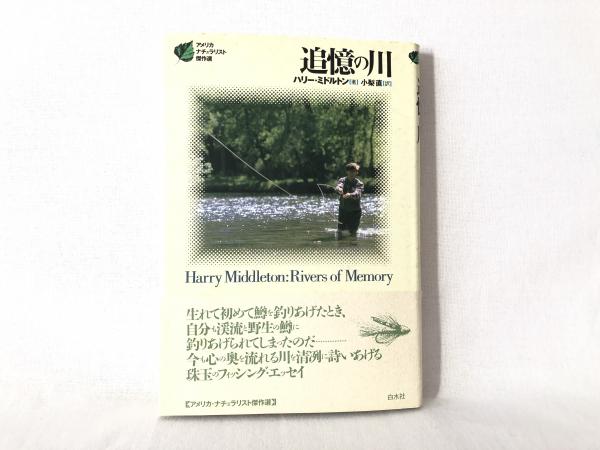 アメリカ
ナチュラリスト
傑作選
追憶の川
ハリー・ミドルトン[著] 小梨直[訳]
Harry Middleton:Rivers of Memory
生れて初めて鱒を釣りあげたとき、
自分も渓流と野生の鱒に
釣りあげられてしまったのだ…………
今も心の奥を流れる川を清冽に詩いあげる
珠玉のフィッシング・エッセイ
【アメリカ・ナチュラリスト傑作選】
白水社